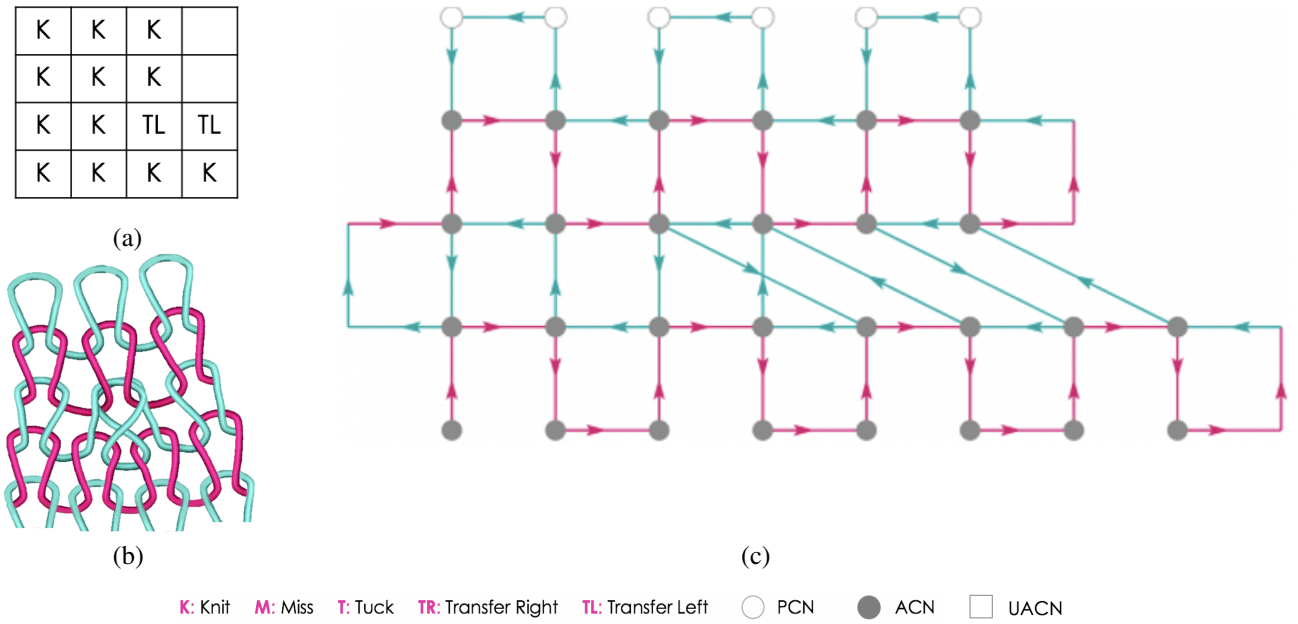 K K K
K K K
K K TL TL
K K K K
(a)
(b)
(c)
K: Knit M: Miss T: Tuck TR: Transfer Right TL: Transfer Left PCN ACN UACN